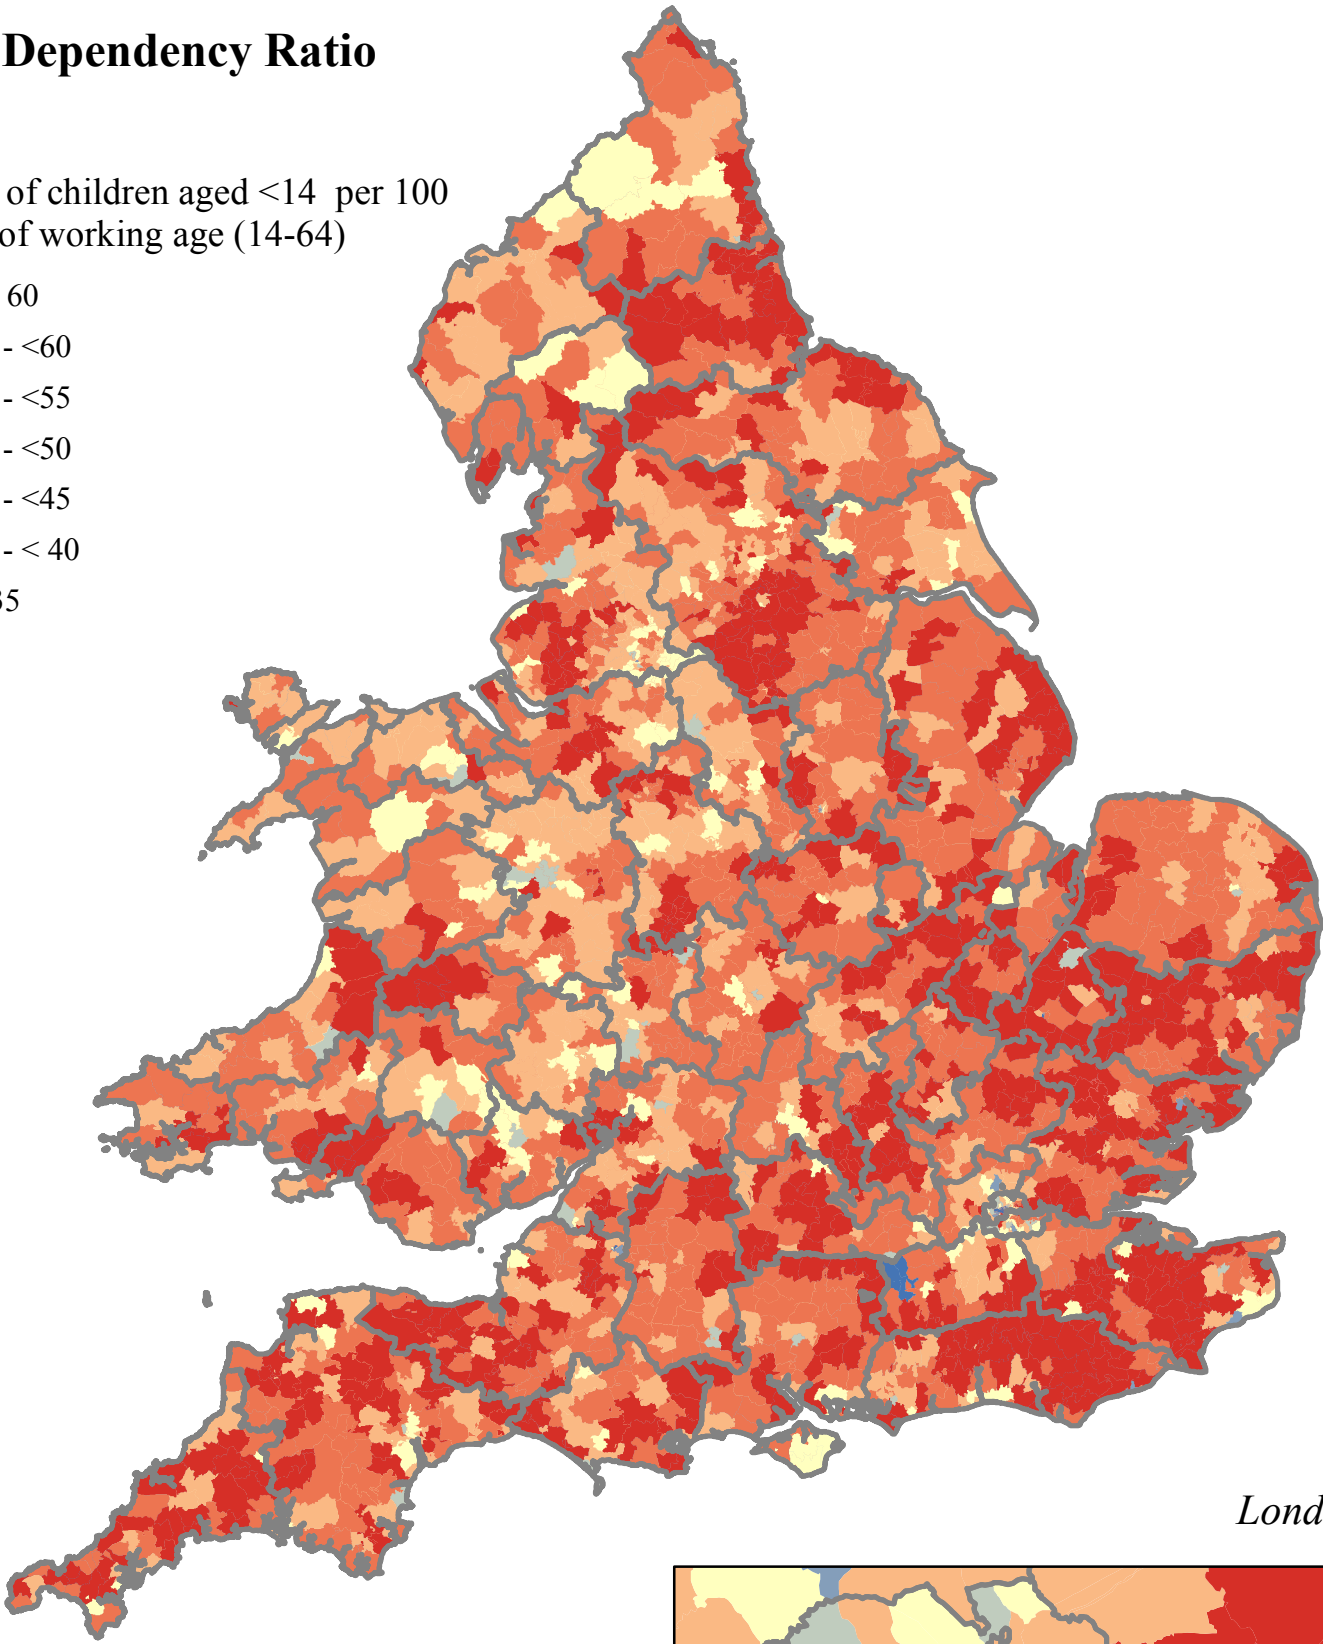 Dependency Ratio
of children aged <14 per 100
of working age (14-64)
60
- <60
- <55
- <50
- <45
- < 40
35
Lond